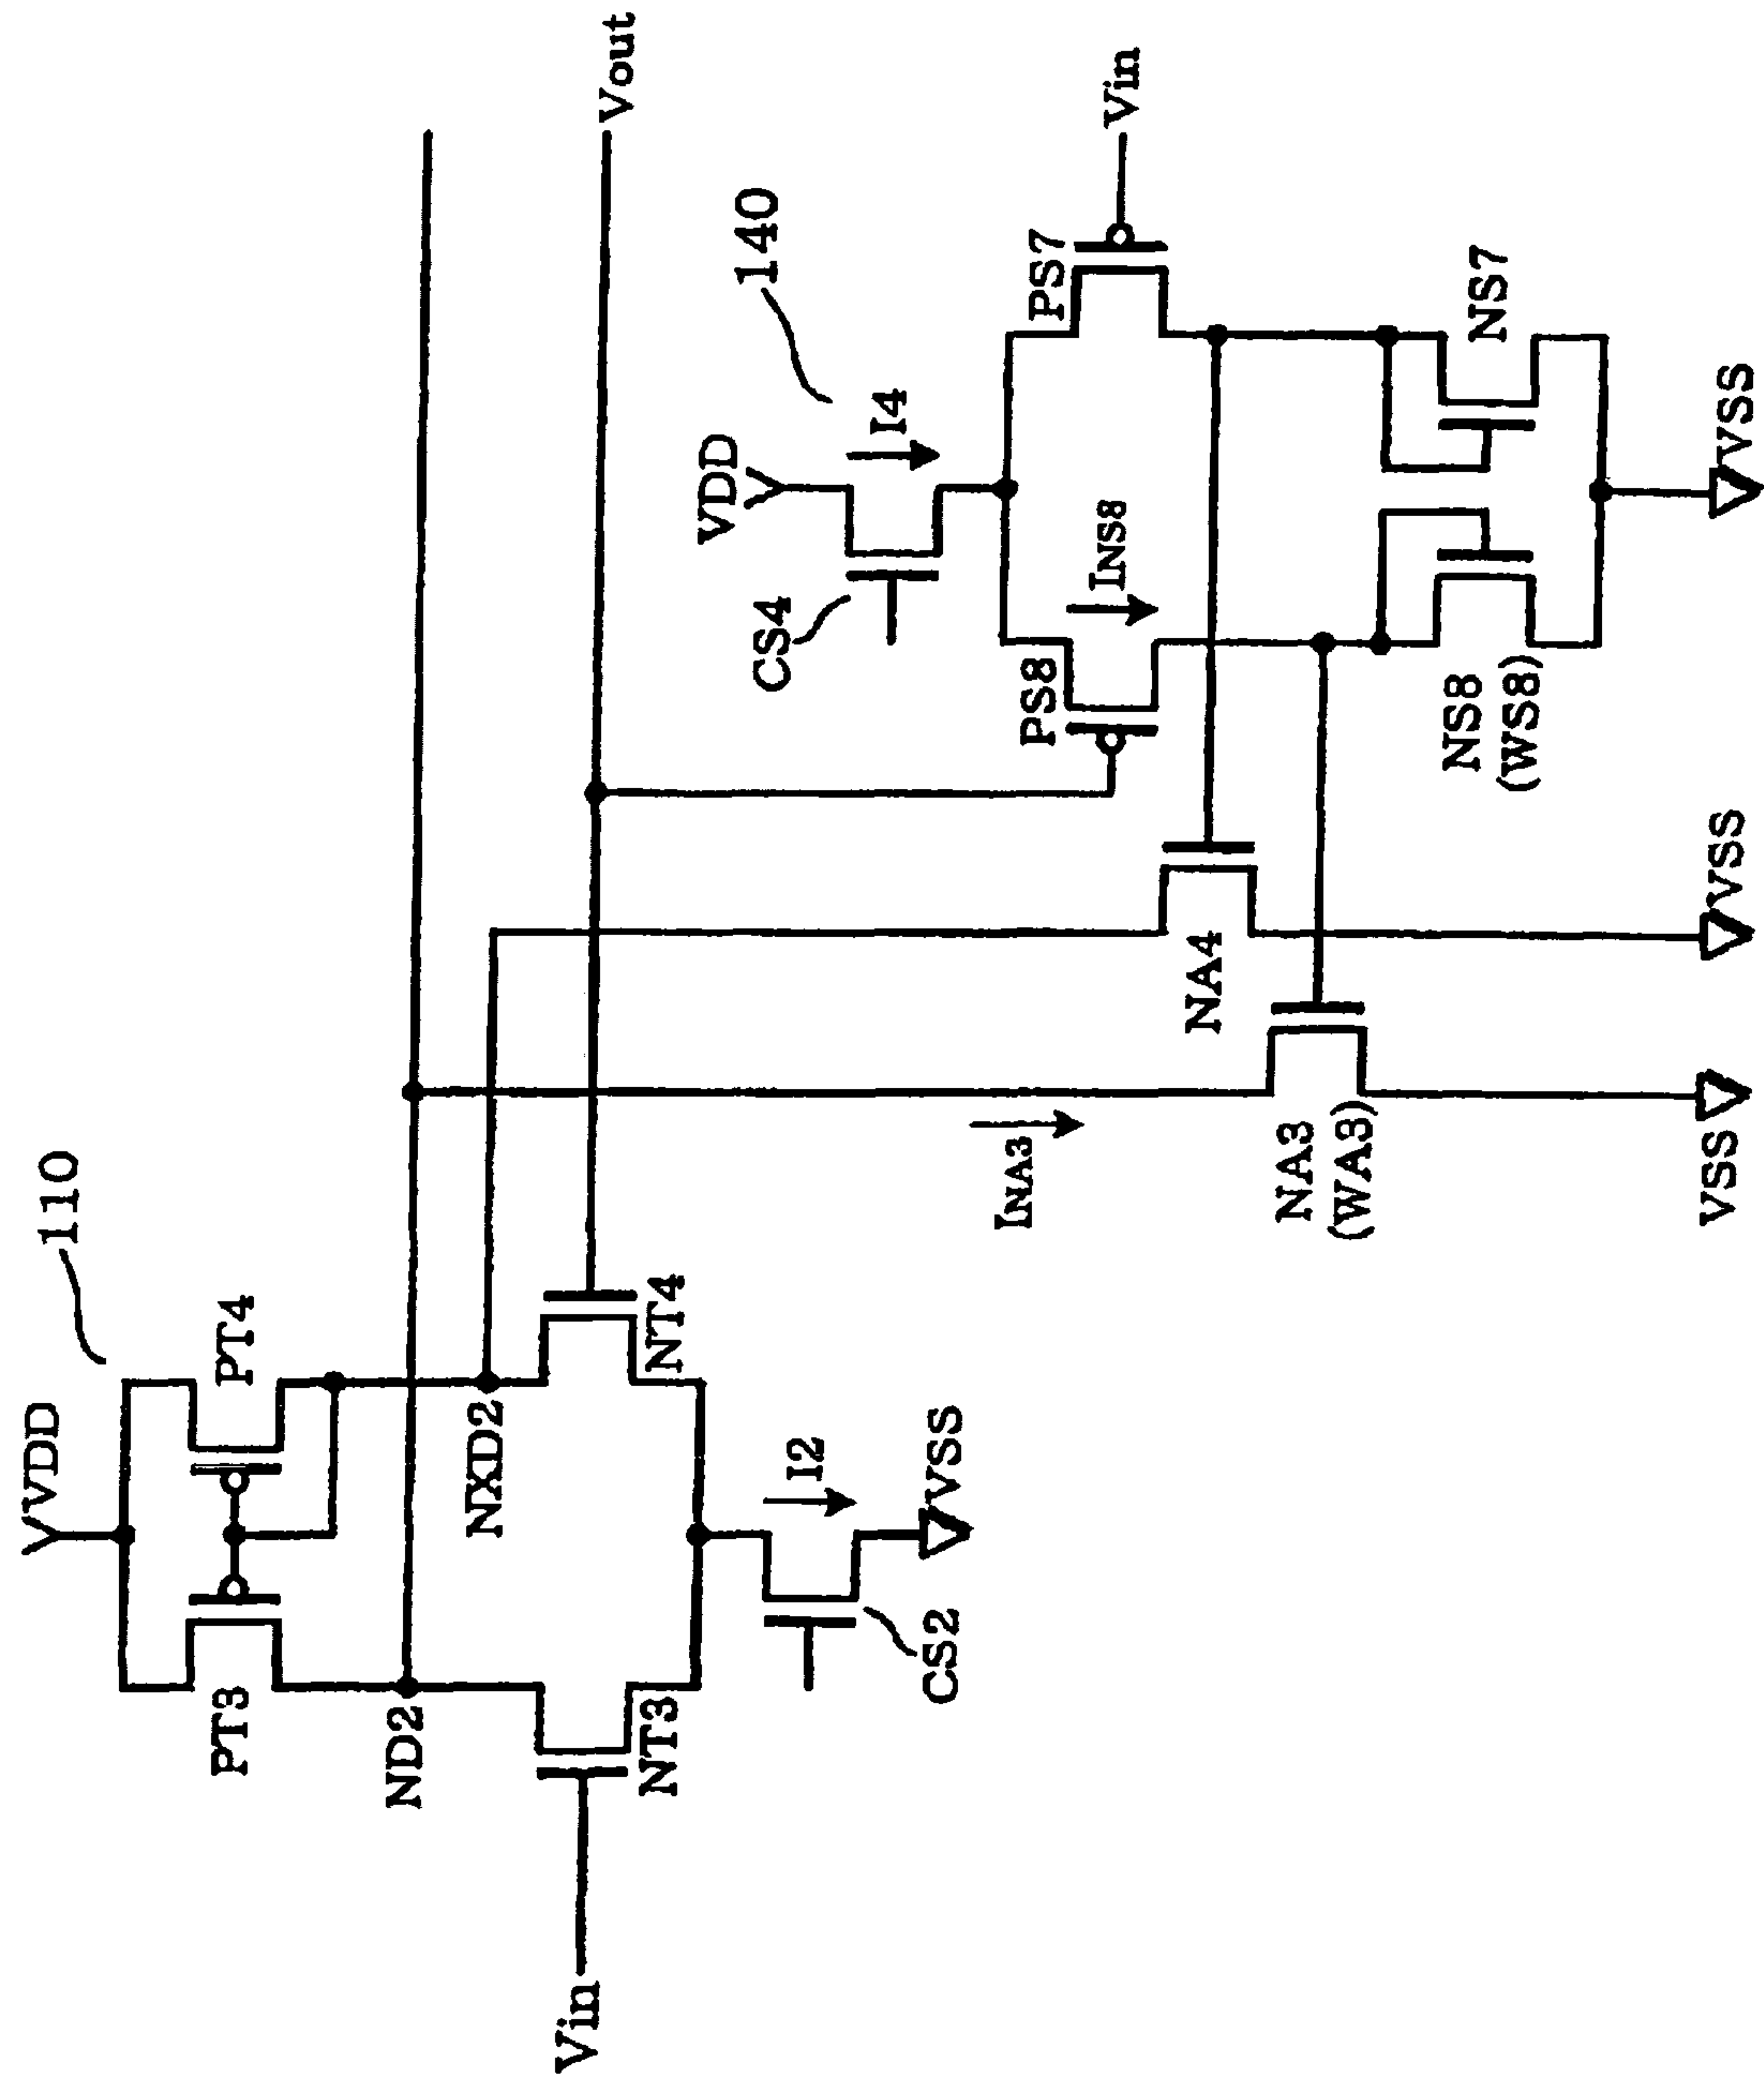 110
VDD
PT3
PT4
ND2
NXD2
Vin
NT3
NT4
I2
CS2
VSS
Vout
140
VDD
CS4
I4
PS8
INS8
PS7
Vin
NA4
INA3
NA3
(WA3)
NS8
(WS8)
NS7
VSS
VSS
VSS